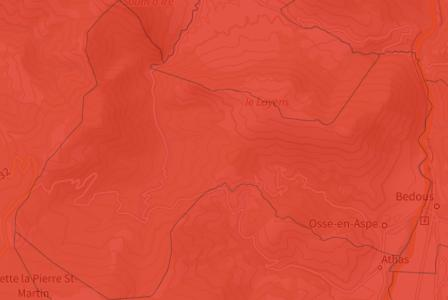 le Layens
Bedous
Osse-en-Aspe
Athas
ette la Pierre St-
Martin